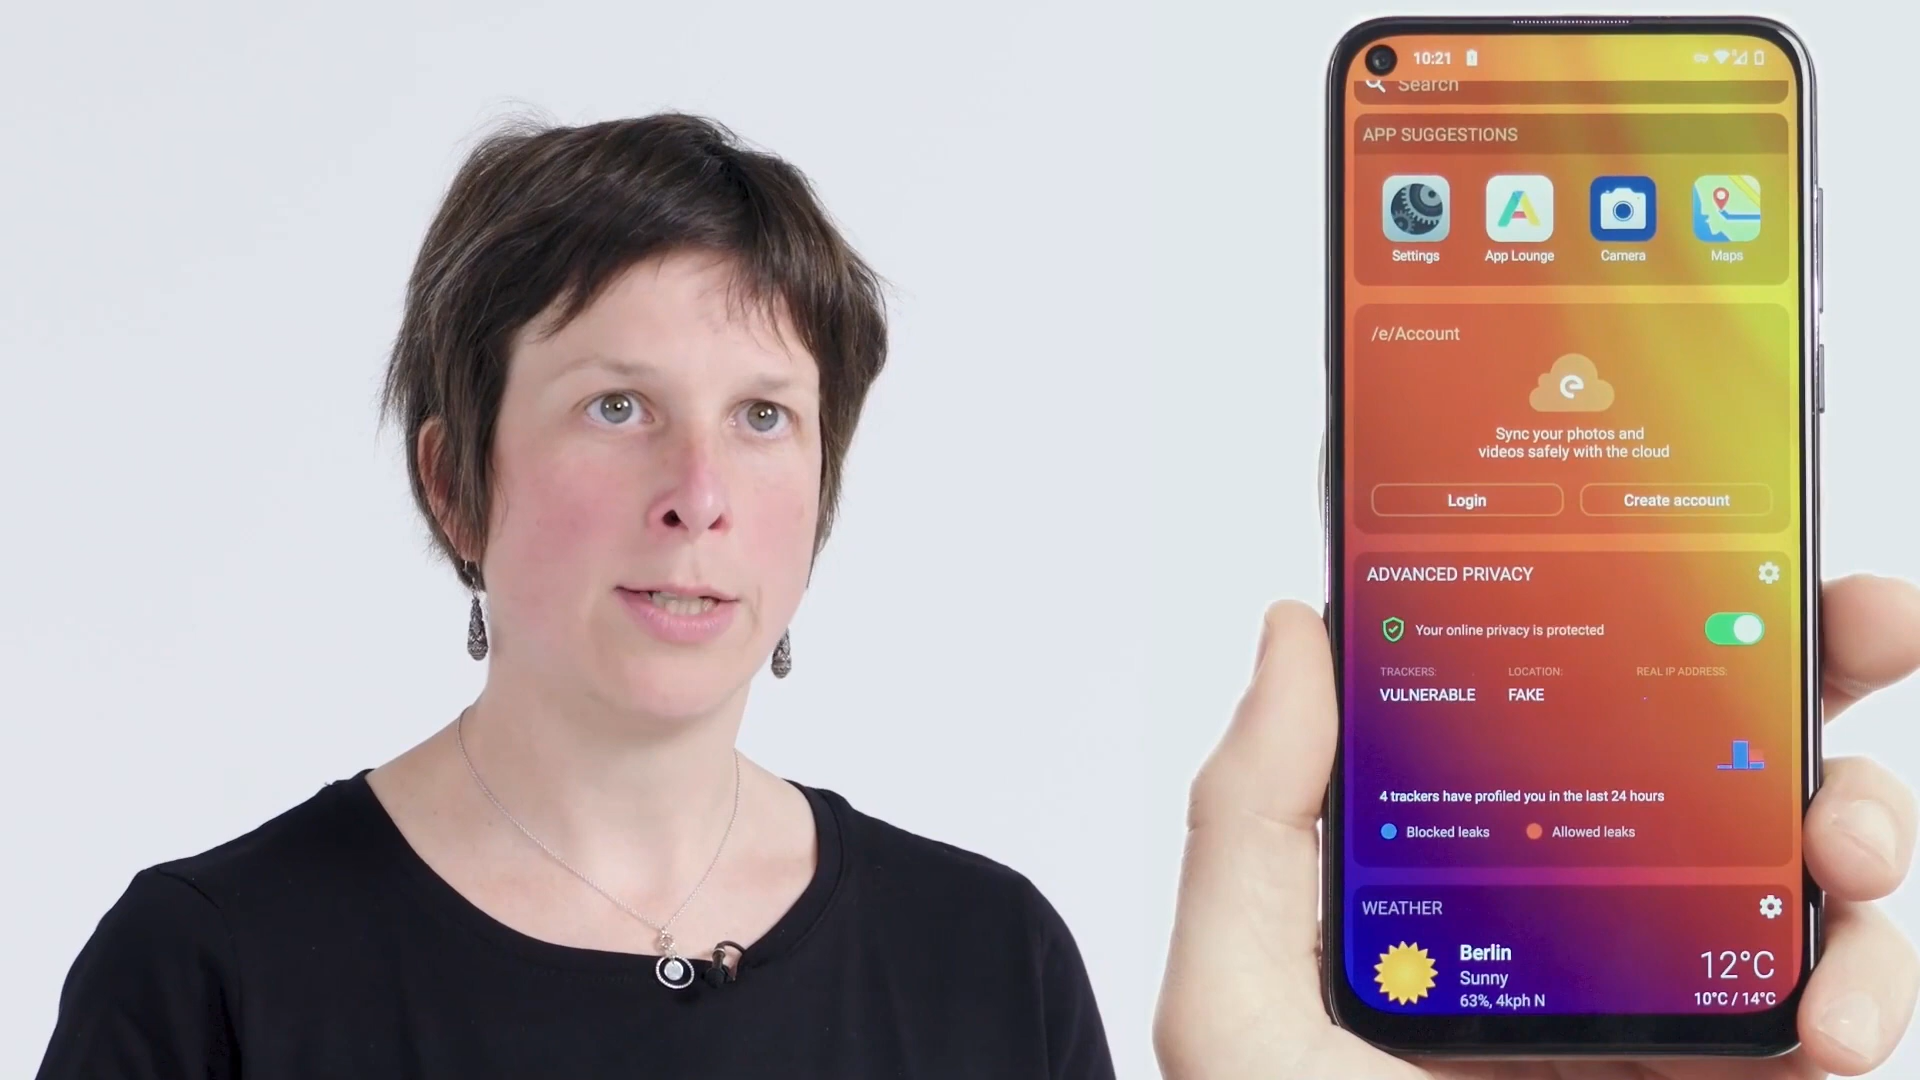 10:21
Search
APP SUGGESTIONS
Settings
App Lounge
Camera
Maps
/e/Account
e
Sync your photos and
videos safely with the cloud
Login
Create account
ADVANCED PRIVACY
Your online privacy is protected
TRACKERS: LOCATION: REAL IP ADDRESS:
VULNERABLE FAKE
4 trackers have profiled you in the last 24 hours
Blocked leaks Allowed leaks
WEATHER
Berlin
Sunny
63%, 4kph N
12°C
10°C / 14°C